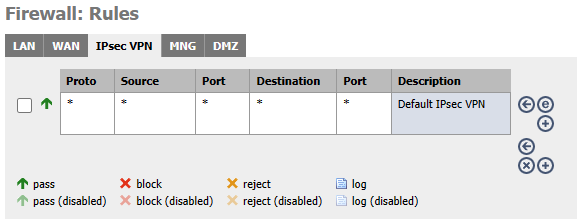 Firewall: Rules
LAN WAN IPsec VPN MNG DMZ
Proto Source Port Destination Port Description
* * * * * Default IPsec VPN
e
pass block reject log
pass (disabled) block (disabled) reject (disabled) log (disabled)